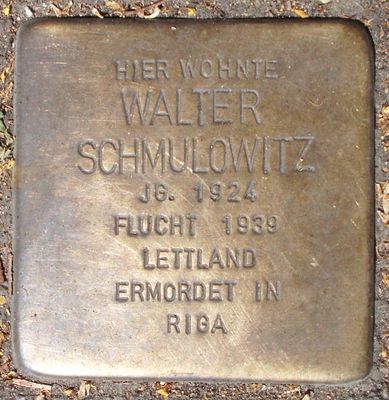 HIER WOHNTE
WALTER
SCHMULOWITZ
JG. 1924
FLUCHT 1939
LETTLAND
ERMORDET IN
RIGA